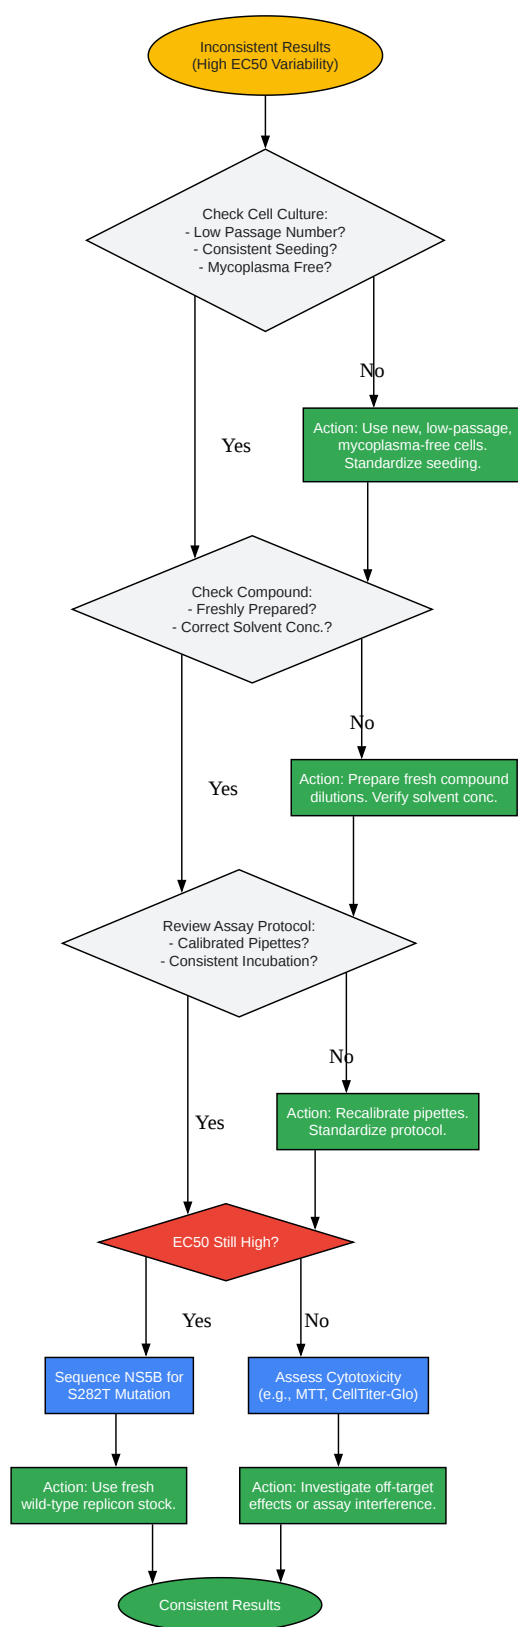 Inconsistent Results
(High EC50 Variability)
Check Cell Culture:
- Low Passage Number?
- Consistent Seeding?
- Mycoplasma Free?
No
Action: Use new, low-passage,
mycoplasma-free cells.
Standardize seeding.
Yes
Check Compound:
- Freshly Prepared?
- Correct Solvent Conc.?
No
Action: Prepare fresh compound
dilutions. Verify solvent conc.
Yes
Review Assay Protocol:
- Calibrated Pipettes?
- Consistent Incubation?
No
Action: Recalibrate pipettes.
Standardize protocol.
Yes
EC50 Still High?
Yes
No
Sequence NS5B for
S282T Mutation
Assess Cytotoxicity
(e.g., MTT, CellTiter-Glo)
Action: Use fresh
wild-type replicon stock.
Action: Investigate off-target
effects or assay interference.
Consistent Results